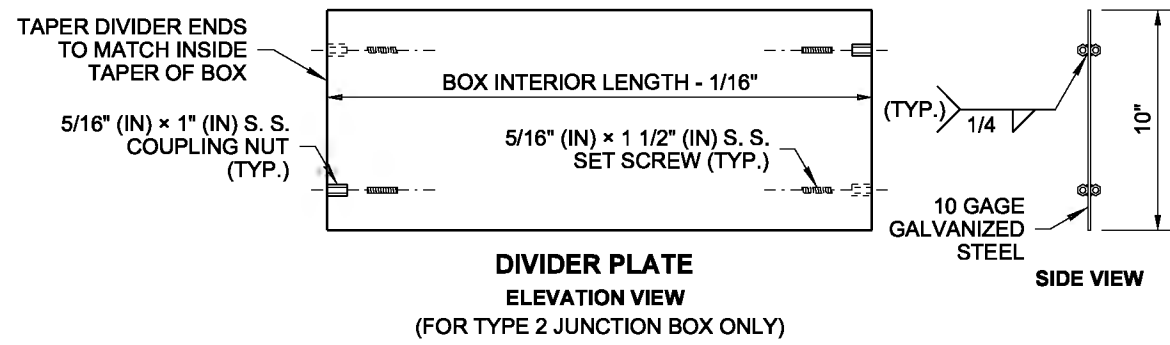 TAPER DIVIDER ENDS
TO MATCH INSIDE
TAPER OF BOX
BOX INTERIOR LENGTH - 1/16"
5/16" (IN) × 1" (IN) S. S.
COUPLING NUT
(TYP.)
5/16" (IN) × 1 1/2" (IN) S. S.
SET SCREW (TYP.)
(TYP.)
1/4
10"
10 GAGE
GALVANIZED
STEEL
SIDE VIEW
DIVIDER PLATE
ELEVATION VIEW
(FOR TYPE 2 JUNCTION BOX ONLY)